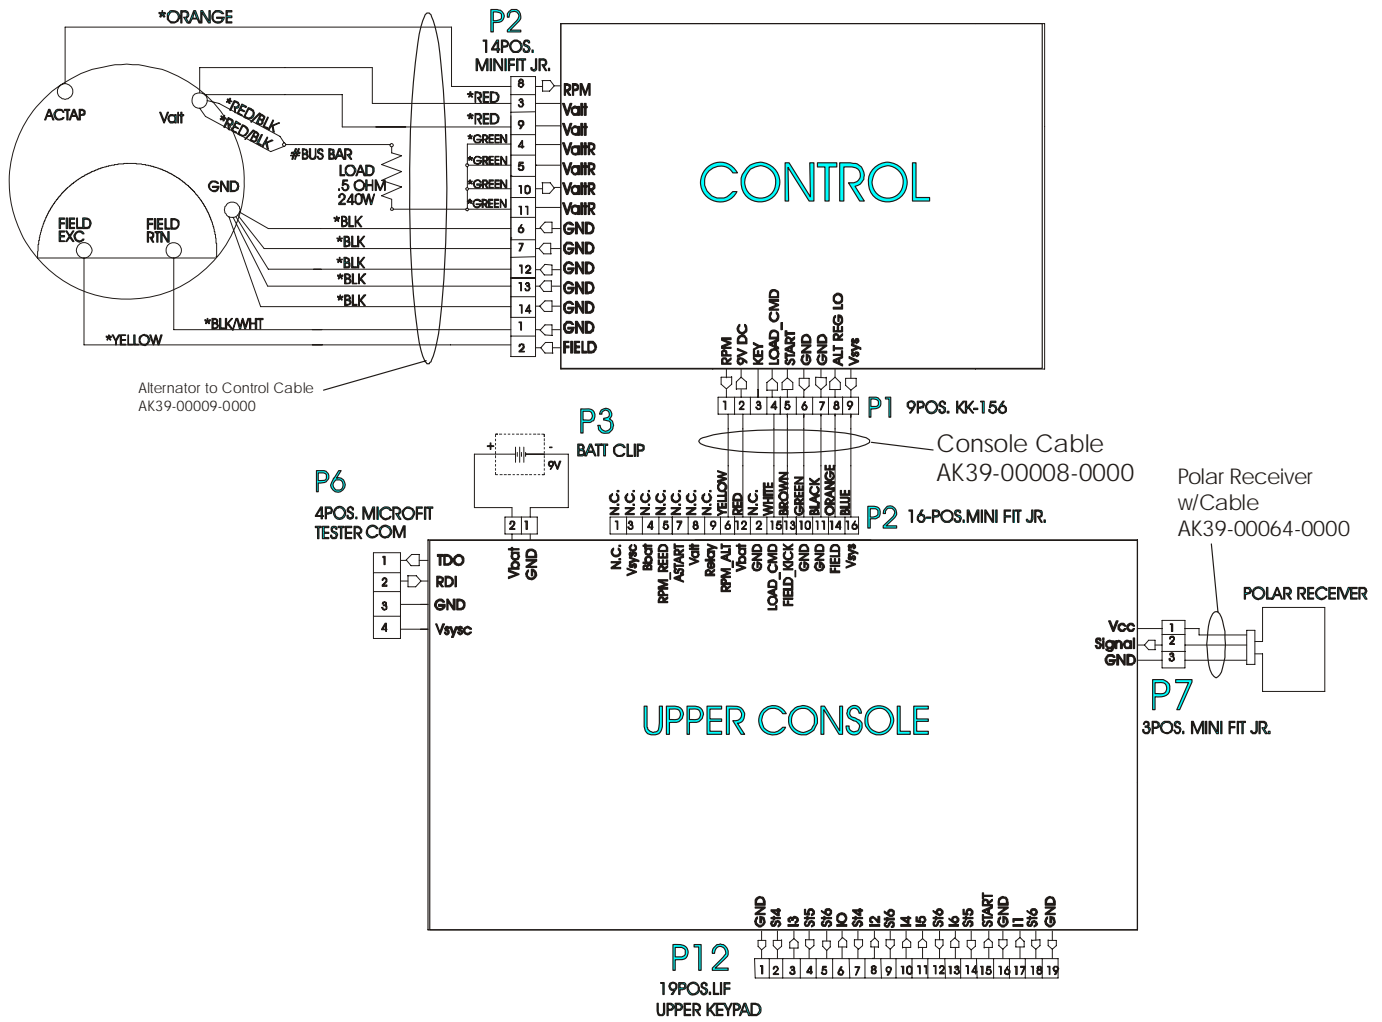 *ORANGE
P2
14POS.
MINIFIT JR.
ACTAP
Valt
*RED/BLK
*RED/BLK
#BUS BAR
LOAD
.5 OHM
240W
GND
FIELD
EXC
FIELD
RTN
*RED
*RED
*GREEN
*GREEN
*GREEN
*GREEN
*BLK
*BLK
*BLK
*BLK
*BLK
*BLK/WHT
*YELLOW
8 RPM
3 Valt
9 Valt
4 ValtR
5 ValtR
10 ValtR
11 ValtR
6 GND
7 GND
12 GND
13 GND
14 GND
1 GND
2 FIELD
CONTROL
Alternator to Control Cable
AK39-00009-0000
RPM
9V DC
KEY
LOAD_CMD
START
GND
GND
ALT REG LO
Vsys
1 2 3 4 5 6 7 8 9
P1 9POS. KK-156
Console Cable
AK39-00008-0000
P3
BATT CLIP
+ -
9V
2 1
Vbat
GND
P6
4POS. MICROFIT
TESTER COM
1 TDO
2 RDI
3 GND
4 Vsysc
N.C.
N.C.
N.C.
N.C.
N.C.
N.C.
N.C.
YELLOW
RED
N.C.
WHITE
BROWN
GREEN
BLACK
ORANGE
BLUE
1 3 4 5 7 8 9 6 12 2 15 13 10 11 14 16
P2 16-POS.MINI FIT JR.
N.C.
Vsysc
Bbat
RPM_REED
ASTART
Valt
Relay
RPM_ALT
Vbat
GND
LOAD_CMD
FIELD_KICK
GND
GND
FIELD
Vsys
Polar Receiver
w/Cable
AK39-00064-0000
POLAR RECEIVER
Vcc 1
Signal 2
GND 3
P7
3POS. MINI FIT JR.
UPPER CONSOLE
GND
St4
I3
St5
St6
IO
St4
I2
St6
I4
I5
St6
I6
St5
START
GND
I1
St6
GND
1 2 3 4 5 6 7 8 9 10 11 12 13 14 15 16 17 18 19
P12
19POS.LIF
UPPER KEYPAD